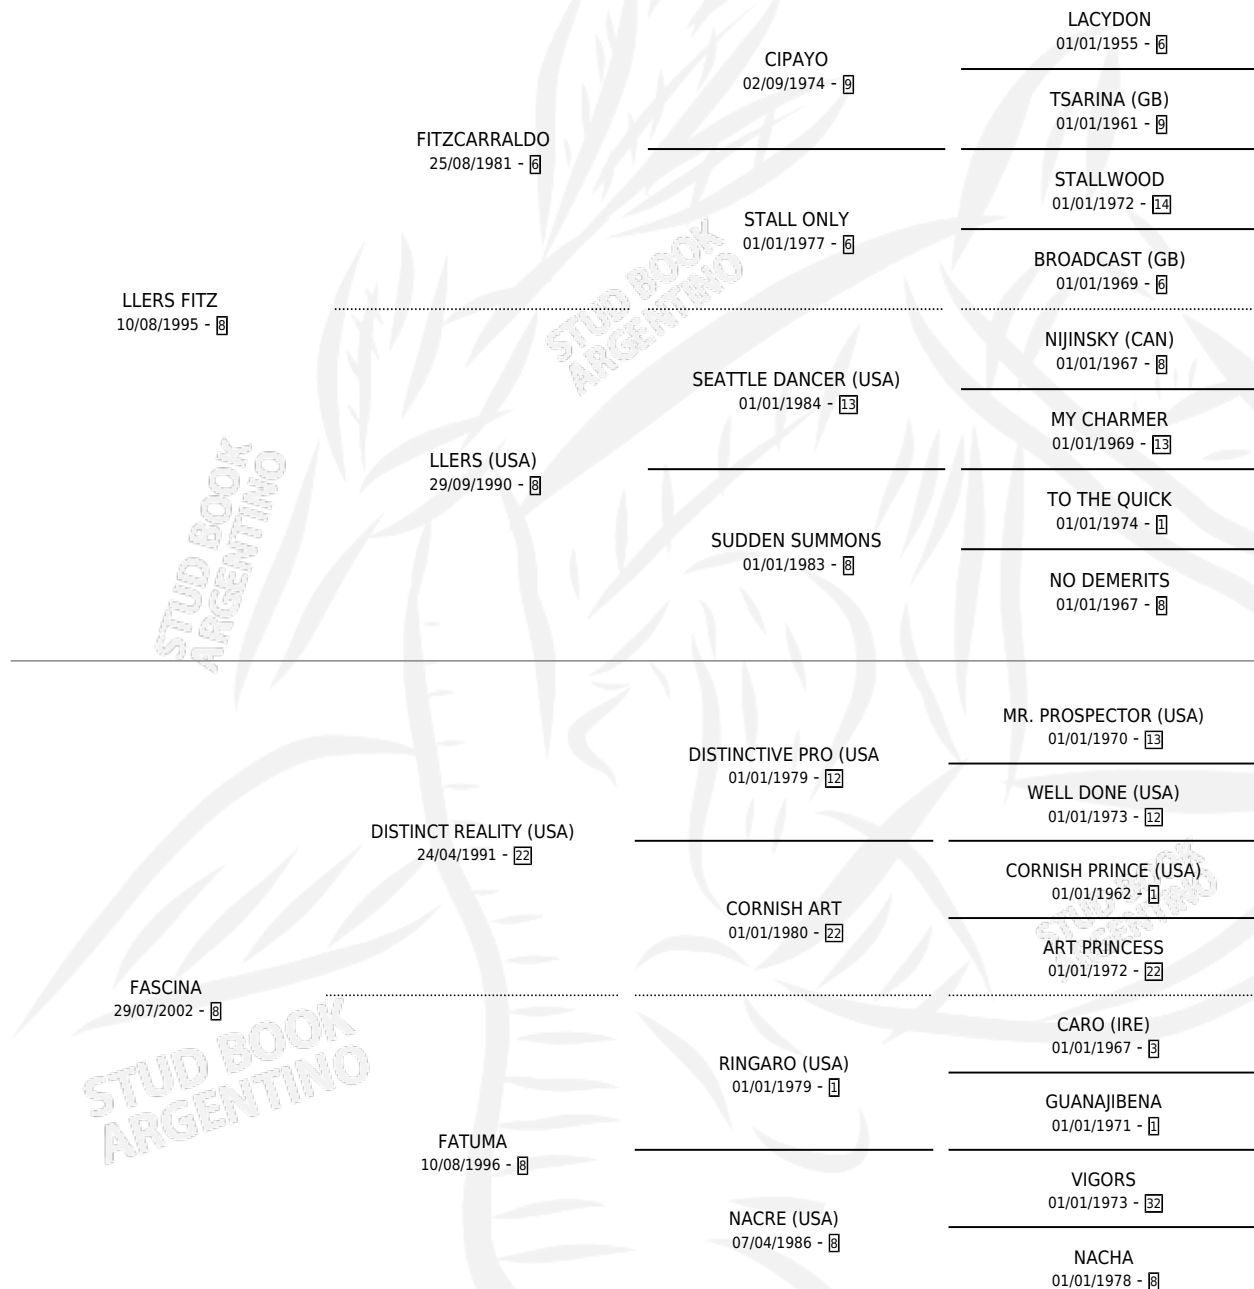 LLERS FITZ
10/08/1995 - 8
FITZCARRALDO
25/08/1981 - 6
CIPAYO
02/09/1974 - 9
LACYDON
01/01/1955 - 6
TSARINA (GB)
01/01/1961 - 9
STALL ONLY
01/01/1977 - 6
STALLWOOD
01/01/1972 - 14
BROADCAST (GB)
01/01/1969 - 6
LLERS (USA)
29/09/1990 - 8
SEATTLE DANCER (USA)
01/01/1984 - 13
NIJINSKY (CAN)
01/01/1967 - 8
MY CHARMER
01/01/1969 - 13
SUDDEN SUMMONS
01/01/1983 - 8
TO THE QUICK
01/01/1974 - 1
NO DEMERITS
01/01/1967 - 8
FASCINA
29/07/2002 - 8
DISTINCT REALITY (USA)
24/04/1991 - 22
DISTINCTIVE PRO (USA
01/01/1979 - 12
MR. PROSPECTOR (USA)
01/01/1970 - 13
WELL DONE (USA)
01/01/1973 - 12
CORNISH ART
01/01/1980 - 22
CORNISH PRINCE (USA)
01/01/1962 - 1
ART PRINCESS
01/01/1972 - 22
FATUMA
10/08/1996 - 8
RINGARO (USA)
01/01/1979 - 1
CARO (IRE)
01/01/1967 - 3
GUANAJIBENA
01/01/1971 - 1
NACRE (USA)
07/04/1986 - 8
VIGORS
01/01/1973 - 32
NACHA
01/01/1978 - 8
STUD BOOK
ARGENTINO
STUD BOOK
ARGENTINO
STUD BOOK
ARGENTINO
STUD BOOK
ARGENTINO